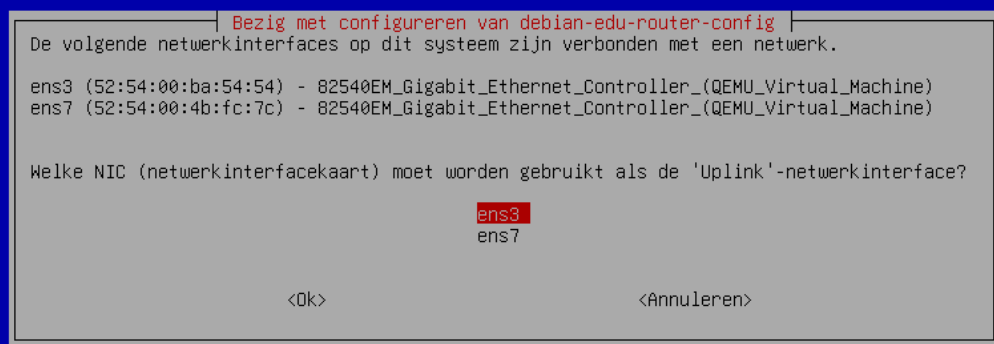 Bezig met configureren van debian-edu-router-config
De volgende netwerkinterfaces op dit systeem zijn verbonden met een netwerk.
ens3 (52:54:00:ba:54:54) - 82540EM_Gigabit_Ethernet_Controller_(QEMU_Virtual_Machine)
ens7 (52:54:00:4b:fc:7c) - 82540EM_Gigabit_Ethernet_Controller_(QEMU_Virtual_Machine)
Welke NIC (netwerkinterfacekaart) moet worden gebruikt als de 'Uplink'-netwerkinterface?
ens3
ens7
<Ok> <Annuleren>